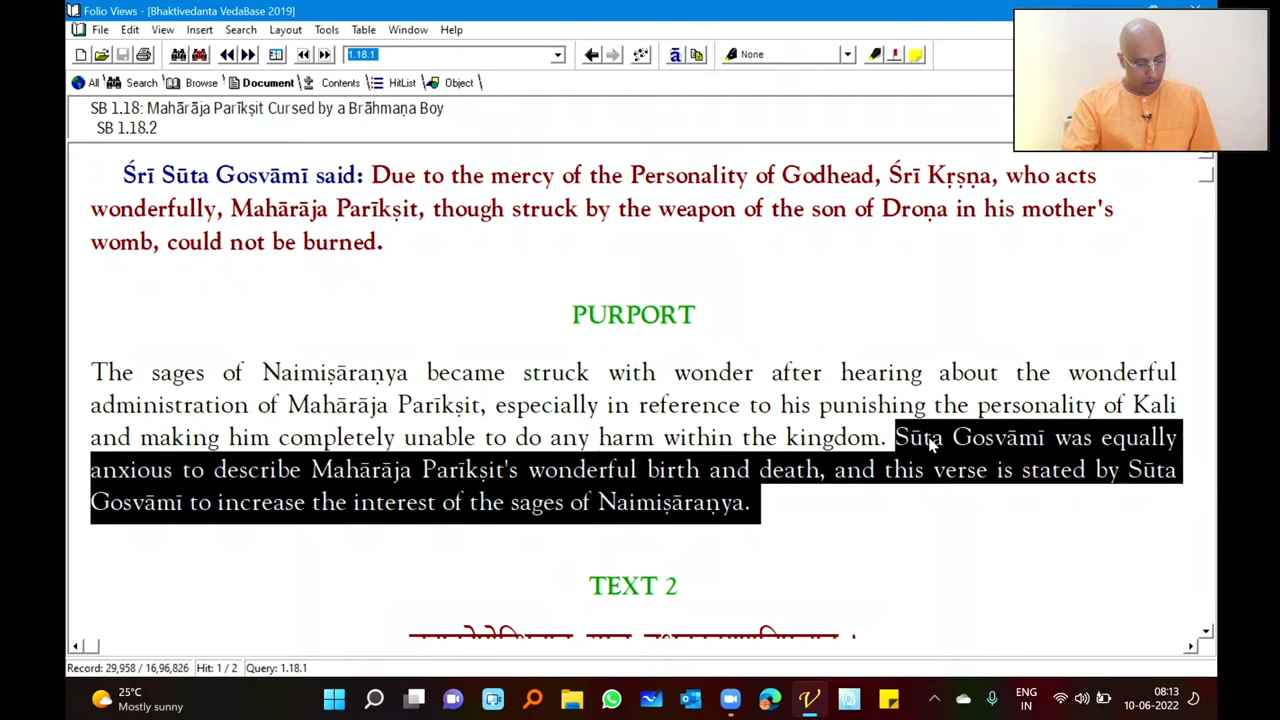 Folio Views - [Bhaktivedanta VedaBase 2019]
File Edit View Insert Search Layout Tools Table Window Help
1.18.1 None
All Search Browse Document Contents HitList Object
SB 1.18: Mahārāja Parīkṣit Cursed by a Brāhmaṇa Boy
SB 1.18.2
Śrī Sūta Gosvāmī said: Due to the mercy of the Personality of Godhead, Śrī Kṛṣṇa, who acts
wonderfully, Mahārāja Parīkṣit, though struck by the weapon of the son of Droṇa in his mother's
womb, could not be burned.
PURPORT
The sages of Naimiṣāraṇya became struck with wonder after hearing about the wonderful
administration of Mahārāja Parīkṣit, especially in reference to his punishing the personality of Kali
and making him completely unable to do any harm within the kingdom. Sūta Gosvāmī was equally
anxious to describe Mahārāja Parīkṣit's wonderful birth and death, and this verse is stated by Sūta
Gosvāmī to increase the interest of the sages of Naimiṣāraṇya.
TEXT 2
Record: 29,958 / 16,96,826 Hit: 1 / 2 Query: 1.18.1
25°C
Mostly sunny
ENG
IN
08:13
10-06-2022